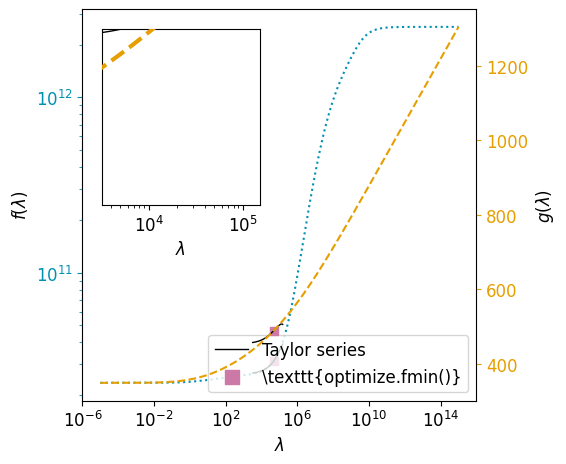 10^12
10^11
f(λ)
10^4
10^5
λ
1200
1000
800
600
400
g(λ)
Taylor series
\texttt{optimize.fmin()}
10^−6
10^−2
10^2
10^6
10^10
10^14
λ